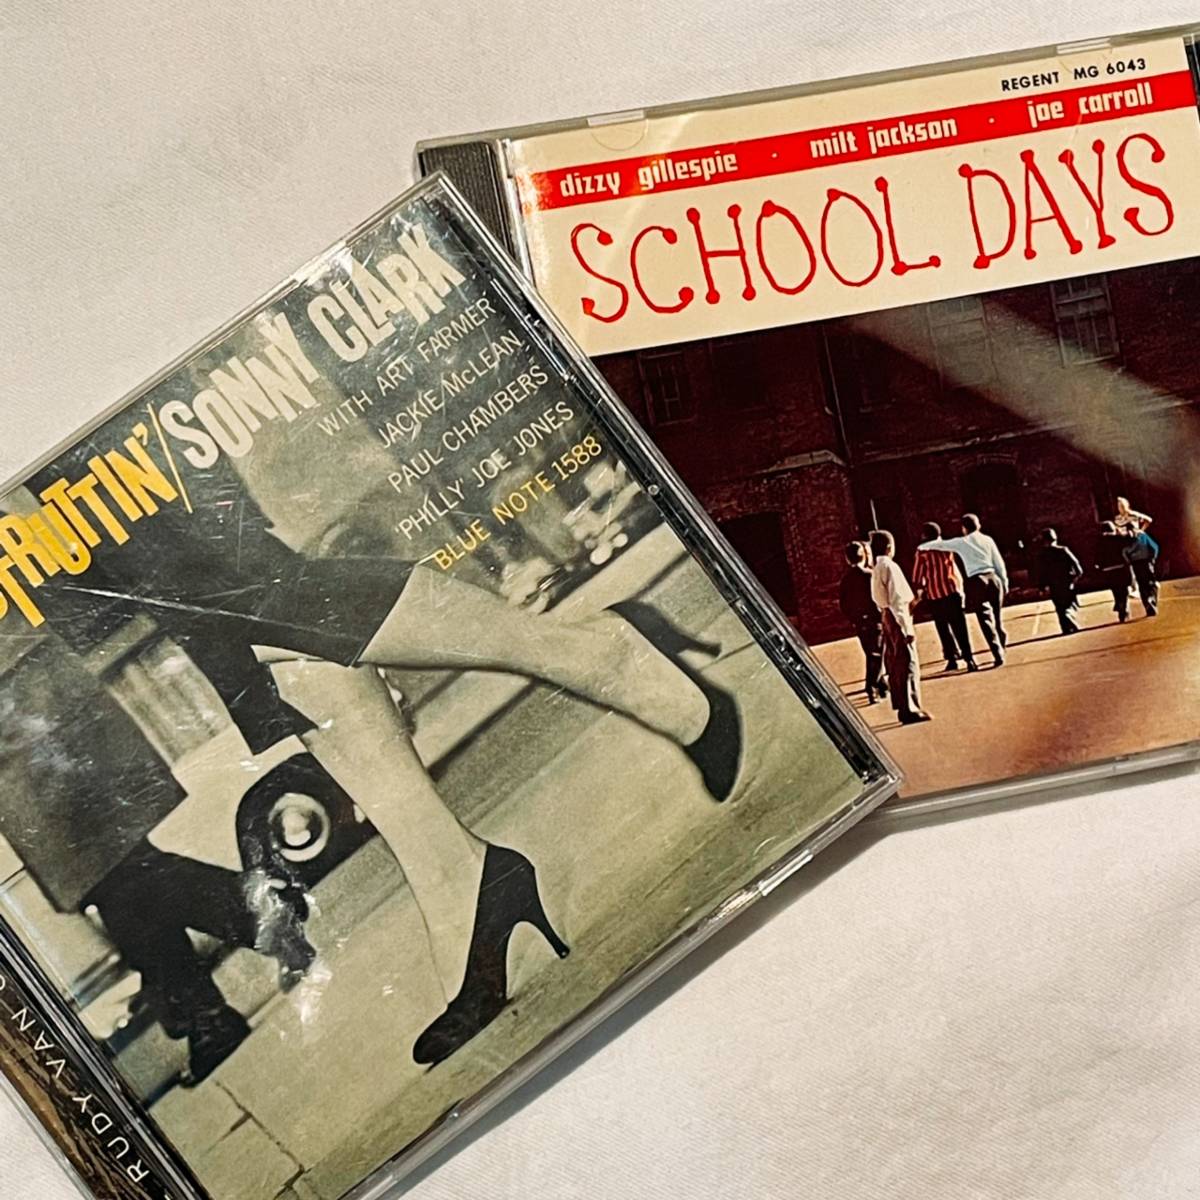 REGENT MG 6043
dizzy gillespie · milt jackson · joe carroll
SCHOOL DAYS
STRUTTIN'/SONNY CLARK
WITH ART FARMER
JACKIE McLEAN
PAUL CHAMBERS
'PHILLY' JOE JONES
BLUE NOTE 1588
RUDY VAN